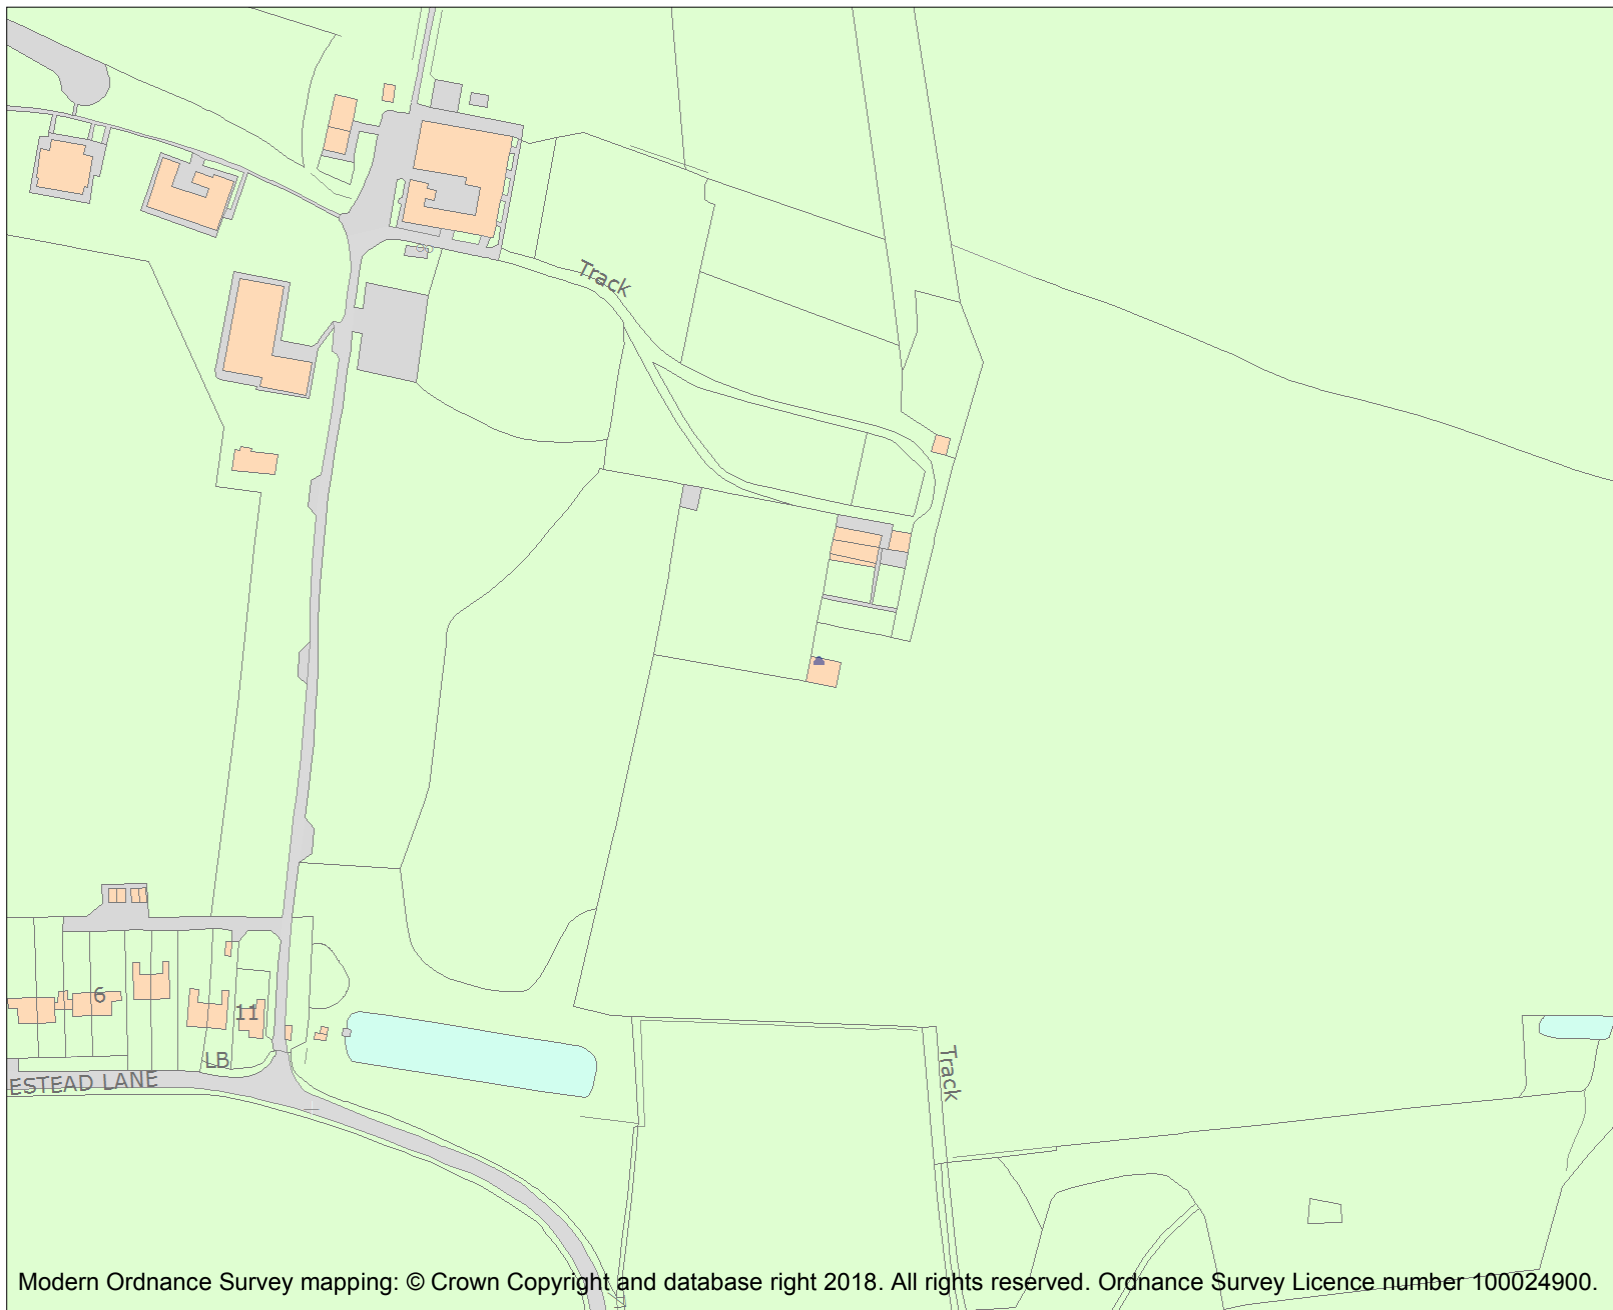 Track
6
11
LB
ESTEAD LANE
Track
Modern Ordnance Survey mapping: © Crown Copyright and database right 2018. All rights reserved. Ordnance Survey Licence number 100024900.